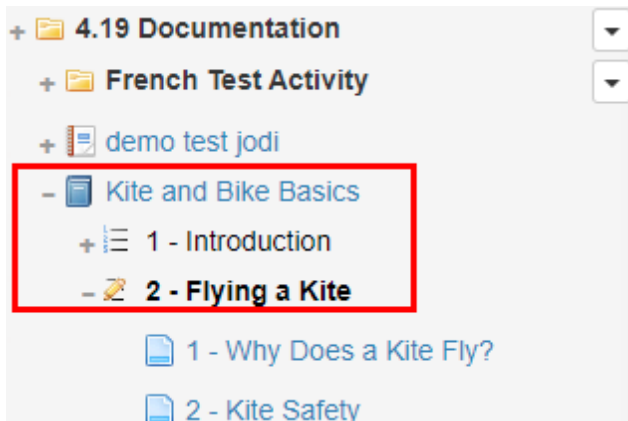 4.19 Documentation
French Test Activity
demo test jodi
Kite and Bike Basics
1 - Introduction
2 - Flying a Kite
1 - Why Does a Kite Fly?
2 - Kite Safety